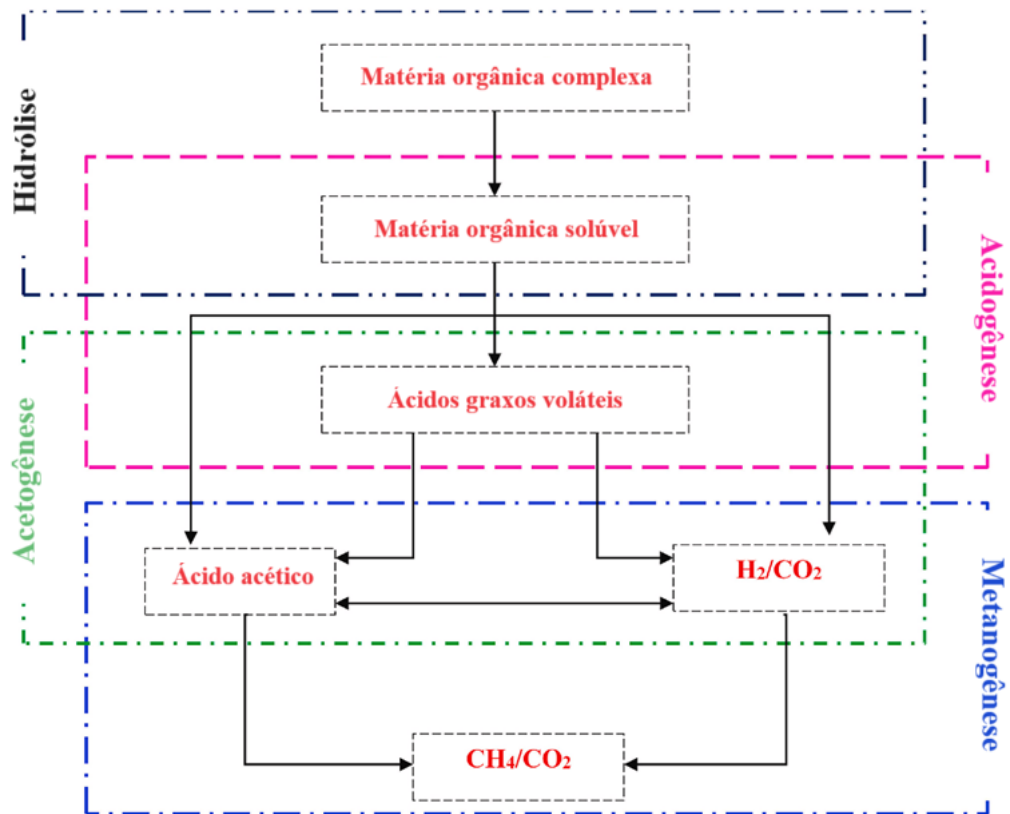 Matéria orgânica complexa
Hidrólise
Matéria orgânica solúvel
Acidogênese
Ácidos graxos voláteis
Acetogênese
Ácido acético
H₂/CO₂
Metanogênese
CH₄/CO₂